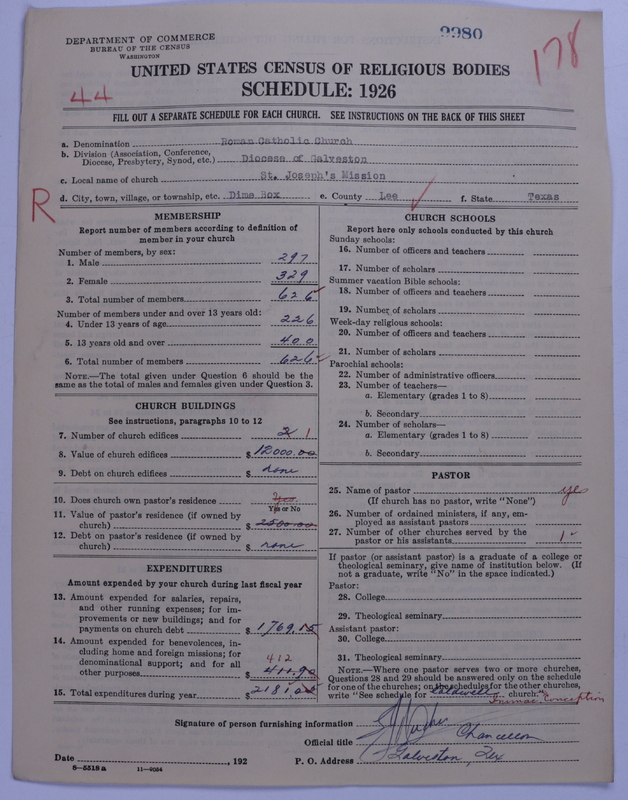 DEPARTMENT OF COMMERCE
BUREAU OF THE CENSUS
WASHINGTON
2980
178
44
UNITED STATES CENSUS OF RELIGIOUS BODIES
SCHEDULE: 1926
FILL OUT A SEPARATE SCHEDULE FOR EACH CHURCH. SEE INSTRUCTIONS ON THE BACK OF THIS SHEET
a. Denomination Roman Catholic Church
b. Division (Association, Conference, Diocese, Presbytery, Synod, etc.) Diocese of Galveston
c. Local name of church St. Joseph's Mission
R
d. City, town, village, or township, etc. Dime Box e. County Lee f. State Texas
MEMBERSHIP
Report number of members according to definition of
member in your church
Number of members, by sex:
1. Male 297
2. Female 329
3. Total number of members 626
Number of members under and over 13 years old:
4. Under 13 years of age 226
5. 13 years old and over 400
6. Total number of members 626
NOTE.—The total given under Question 6 should be the
same as the total of males and females given under Question 3.
CHURCH BUILDINGS
See instructions, paragraphs 10 to 12
7. Number of church edifices 2 1
8. Value of church edifices $ 12000.00
9. Debt on church edifices $ none
10. Does church own pastor's residence Yes
Yes or No
11. Value of pastor's residence (if owned by
church) $ 2500.00
12. Debt on pastor's residence (if owned by
church) $ none
EXPENDITURES
Amount expended by your church during last fiscal year
13. Amount expended for salaries, repairs,
and other running expenses; for im-
provements or new buildings; and for
payments on church debt $ 1769.15
14. Amount expended for benevolences, in-
cluding home and foreign missions; for
denominational support; and for all 412
other purposes $ 411.90
15. Total expenditures during year $ 2181.05
CHURCH SCHOOLS
Report here only schools conducted by this church
Sunday schools:
16. Number of officers and teachers
17. Number of scholars
Summer vacation Bible schools:
18. Number of officers and teachers
19. Number of scholars
Week-day religious schools:
20. Number of officers and teachers
21. Number of scholars
Parochial schools:
22. Number of administrative officers
23. Number of teachers—
a. Elementary (grades 1 to 8)
b. Secondary
24. Number of scholars—
a. Elementary (grades 1 to 8)
b. Secondary
PASTOR
25. Name of pastor ye
(If church has no pastor, write "None")
26. Number of ordained ministers, if any, em-
ployed as assistant pastors
27. Number of other churches served by the
pastor or his assistants 1
If pastor (or assistant pastor) is a graduate of a college or
theological seminary, give name of institution below. (If
not a graduate, write "No" in the space indicated.)
Pastor:
28. College
29. Theological seminary
Assistant pastor:
30. College
31. Theological seminary
NOTE.—Where one pastor serves two or more churches,
Questions 28 and 29 should be answered only on the schedule
for one of the churches; on the schedules for the other churches,
write "See schedule for Caldwell church."
Immac. Conception
Signature of person furnishing information
Official title Chancellor
Date , 192 P. O. Address Galveston, Tex
8—5518a 11—9054